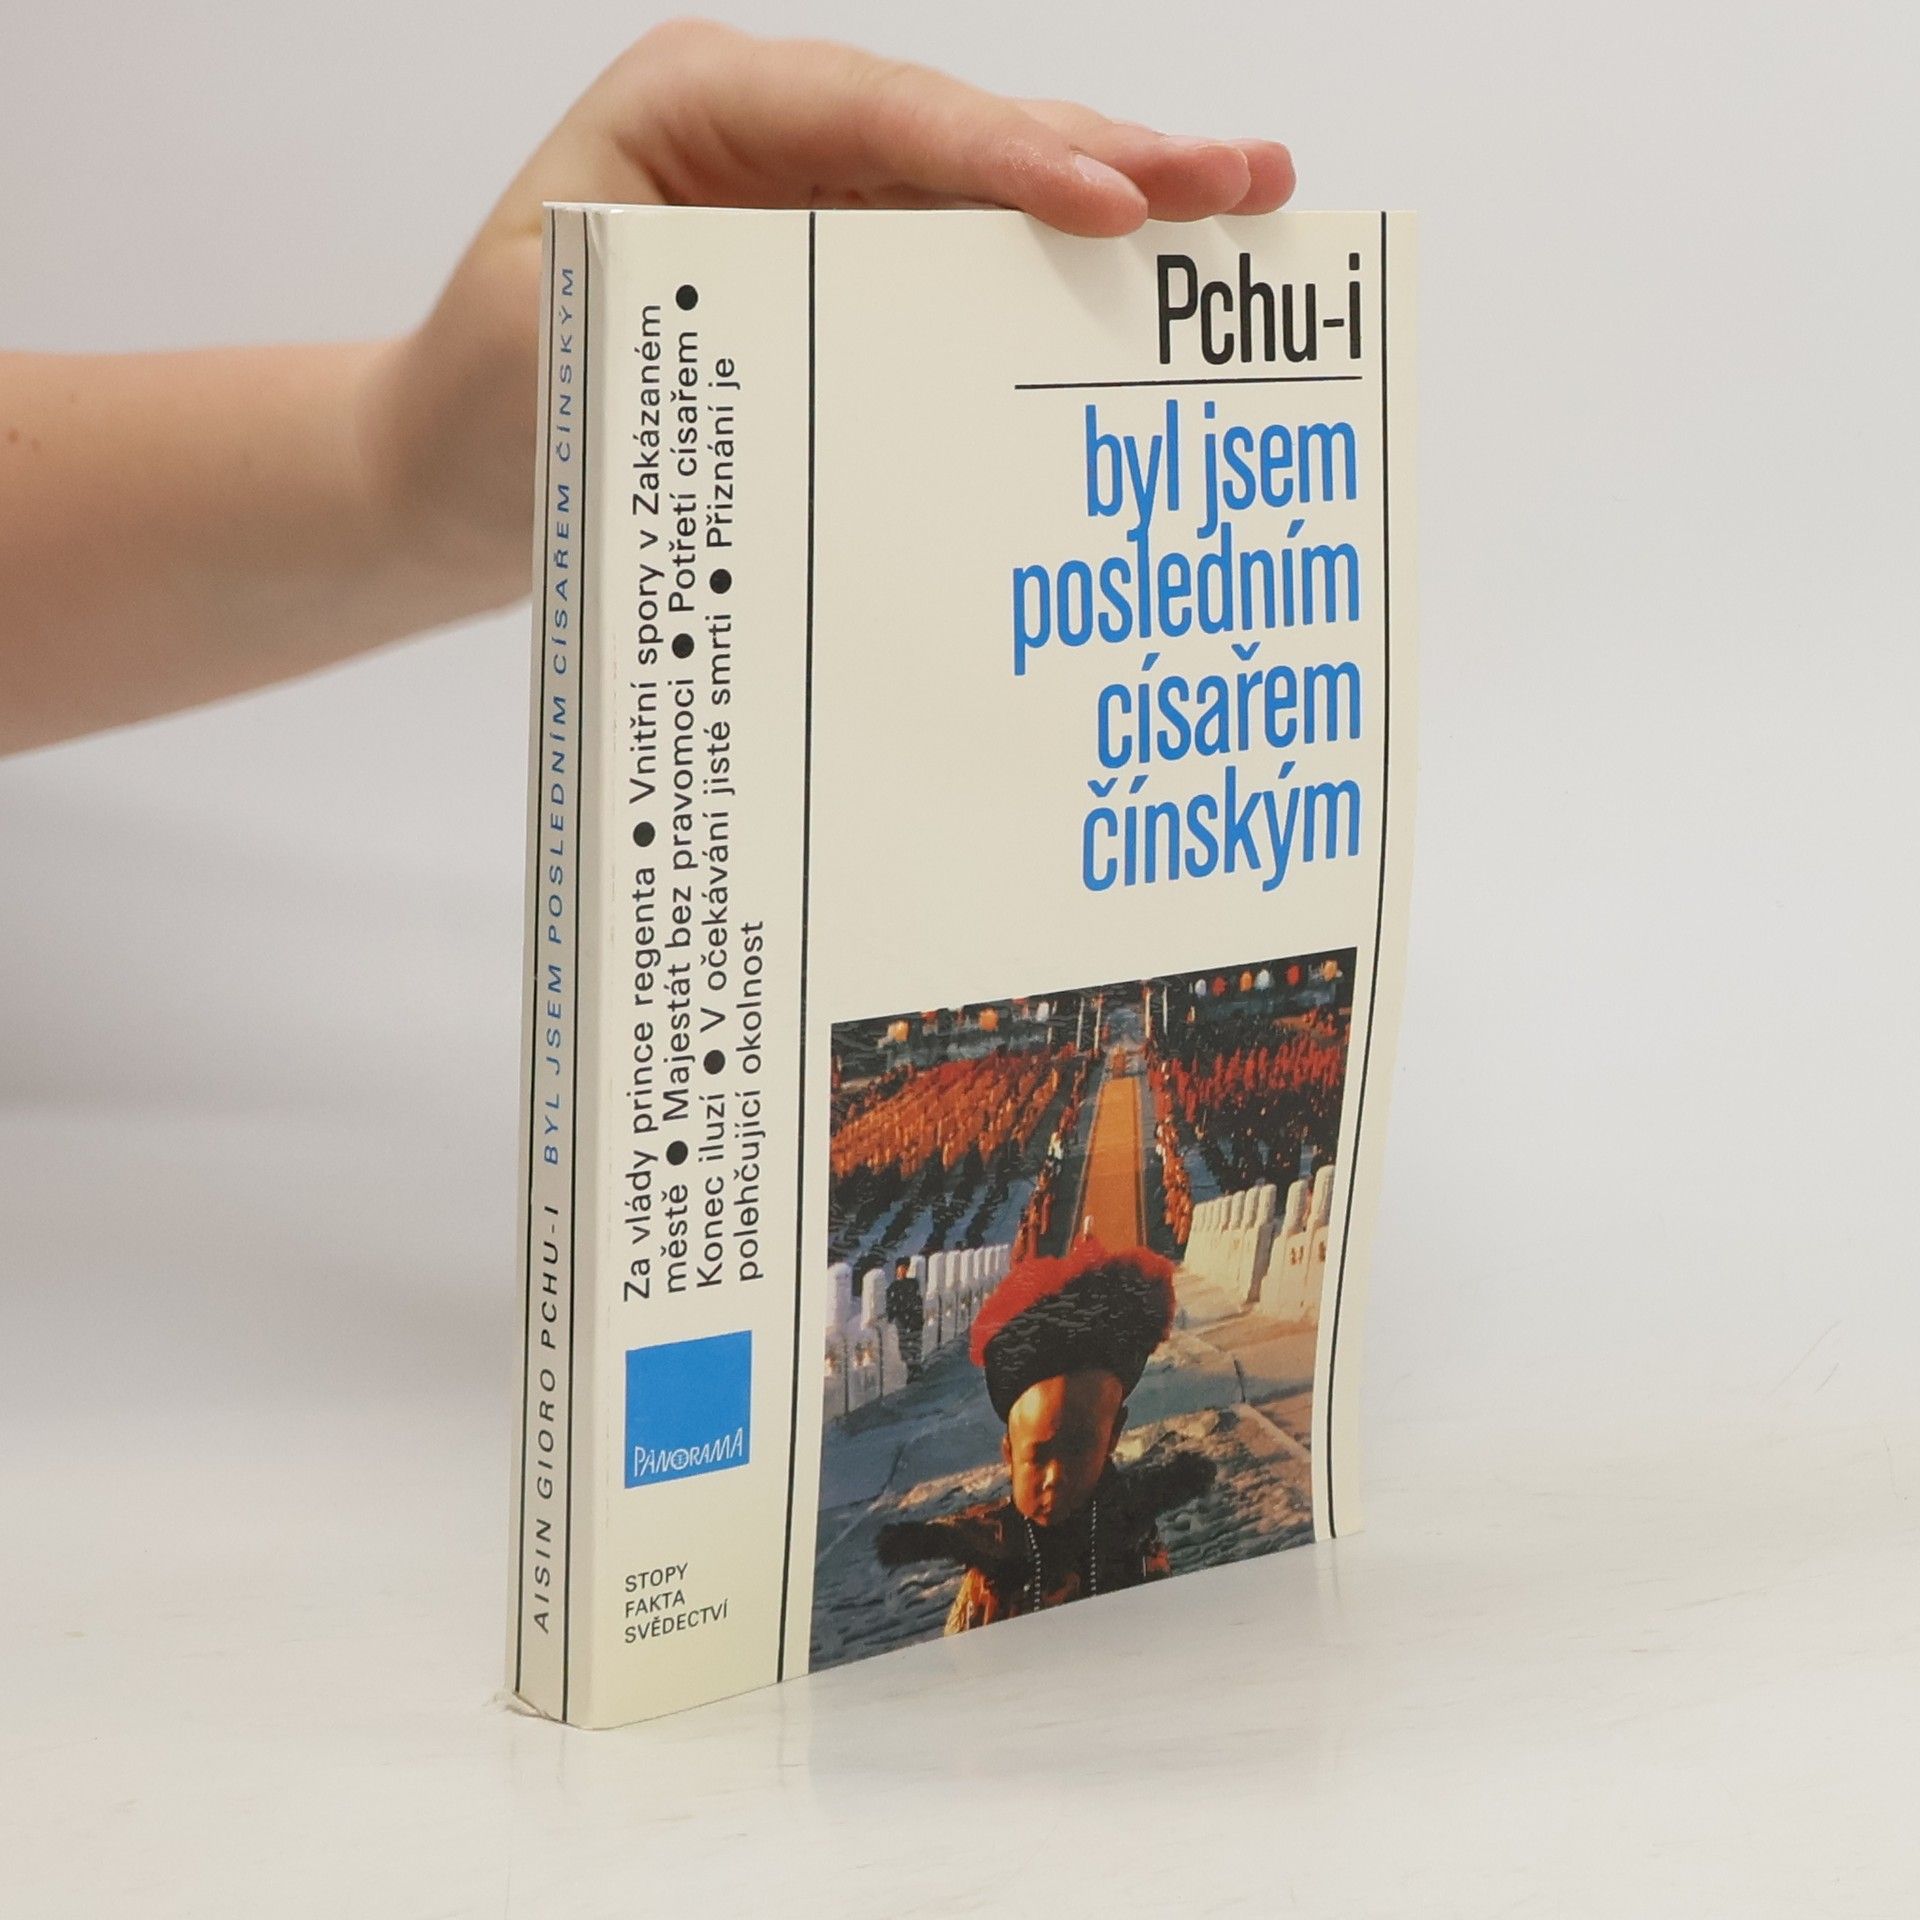 AISIN GIORO PCHU-I BYL JSEM POSLEDNÍM CÍSAŘEM ČÍNSKÝM
Za vlády prince regenta ● Vnitřní spory v Zakázaném
městě ● Majestát bez pravomoci ● Potřetí císařem ●
Konec iluzí ● V očekávání jisté smrti ● Přiznání je
polehčující okolnost
PANORAMA
STOPY
FAKTA
SVĚDECTVÍ
Pchu-i
byl jsem
posledním
císařem
čínským